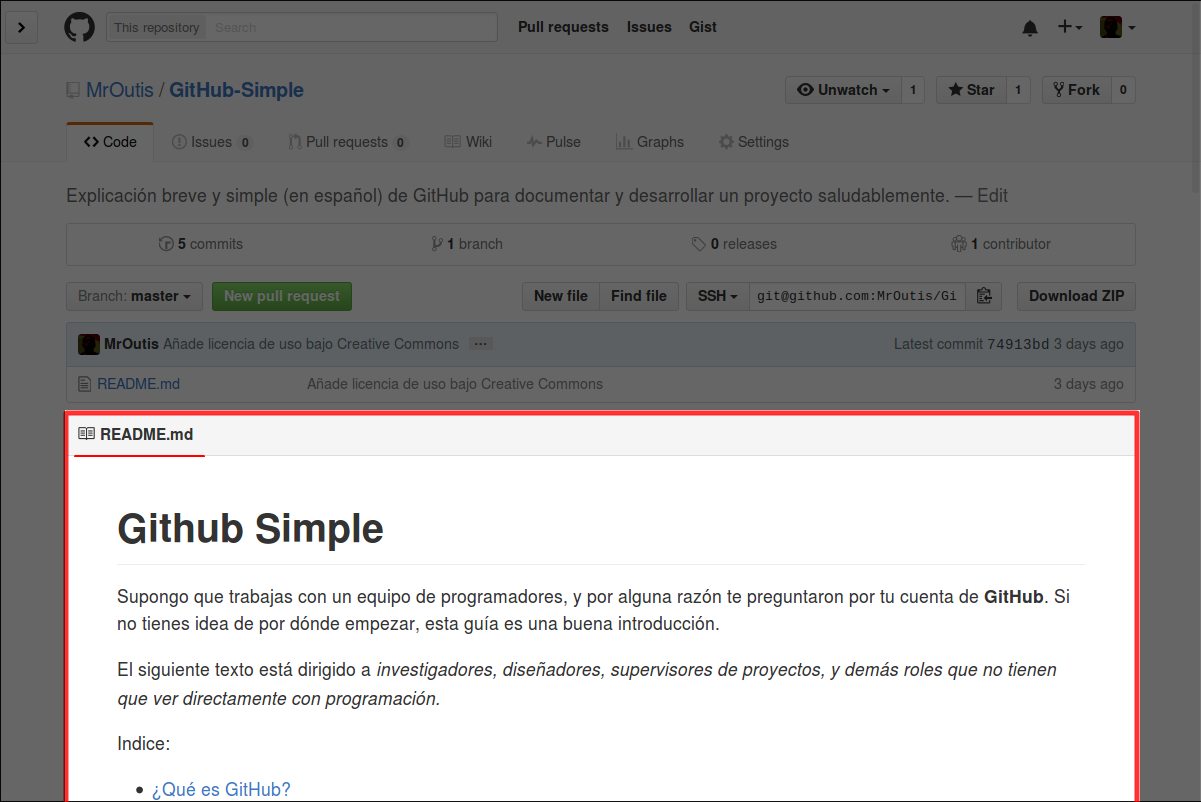 This repository Search Pull requests Issues Gist
MrOutis / GitHub-Simple Unwatch 1 Star 1 Fork 0
Code Issues 0 Pull requests 0 Wiki Pulse Graphs Settings
Explicación breve y simple (en español) de GitHub para documentar y desarrollar un proyecto saludablemente. — Edit
5 commits 1 branch 0 releases 1 contributor
Branch: master New pull request New file Find file SSH git@github.com:MrOutis/Gi Download ZIP
MrOutis Añade licencia de uso bajo Creative Commons ... Latest commit 74913bd 3 days ago
README.md Añade licencia de uso bajo Creative Commons 3 days ago
README.md
Github Simple
Supongo que trabajas con un equipo de programadores, y por alguna razón te preguntaron por tu cuenta de GitHub. Si
no tienes idea de por dónde empezar, esta guía es una buena introducción.
El siguiente texto está dirigido a investigadores, diseñadores, supervisores de proyectos, y demás roles que no tienen
que ver directamente con programación.
Indice:
• ¿Qué es GitHub?